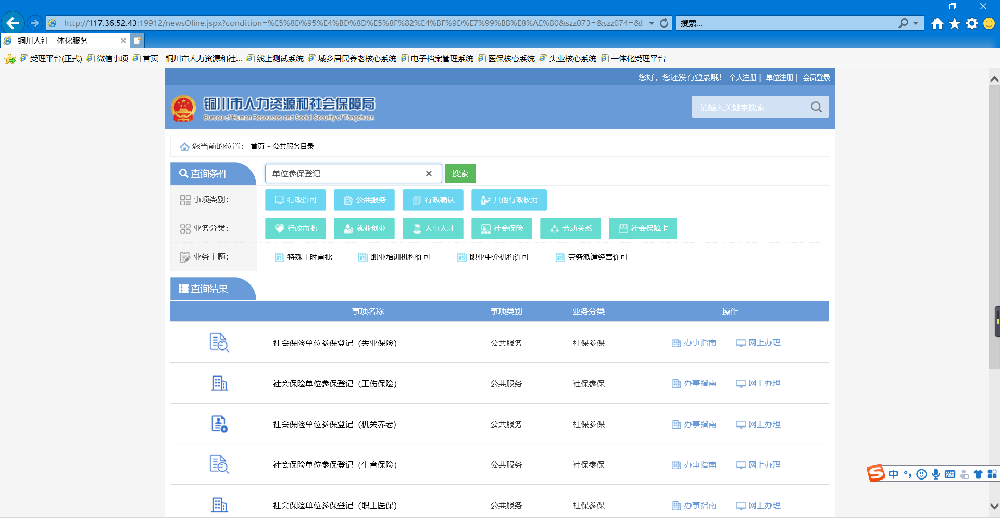 http://117.36.52.43:19912/newsOline.jspx?condition=%E5%8D%95%E4%BD%8D%E5%8F%82%E4%BF%9D%E7%99%BB%E8%AE%B0&szz073=&szz074=&l
搜索...
铜川人社一体化服务
受理平台(正式) 微信事项 首页 - 铜川市人力资源和社... 线上测试系统 城乡居民养老核心系统 电子档案管理系统 医保核心系统 失业核心系统 一体化受理平台
您好，您还没有登录哦！ 个人注册 | 单位注册 | 会员登录
铜川市人力资源和社会保障局
Bureau of Human Resources and Social Security of Tongchuan
请输入关键字搜索
您当前的位置： 首页 - 公共服务目录
查询条件 单位参保登记 搜索
事项类别： 行政许可 公共服务 行政确认 其他行政权力
业务分类： 行政审批 就业创业 人事人才 社会保险 劳动关系 社会保障卡
业务主题： 特殊工时审批 职业培训机构许可 职业中介机构许可 劳务派遣经营许可
查询结果
事项名称 事项类别 业务分类 操作
社会保险单位参保登记（失业保险） 公共服务 社保参保 办事指南 网上办理
社会保险单位参保登记（工伤保险） 公共服务 社保参保 办事指南 网上办理
社会保险单位参保登记（机关养老） 公共服务 社保参保 办事指南 网上办理
社会保险单位参保登记（生育保险） 公共服务 社保参保 办事指南 网上办理
社会保险单位参保登记（职工医保） 公共服务 社保参保 办事指南 网上办理
中